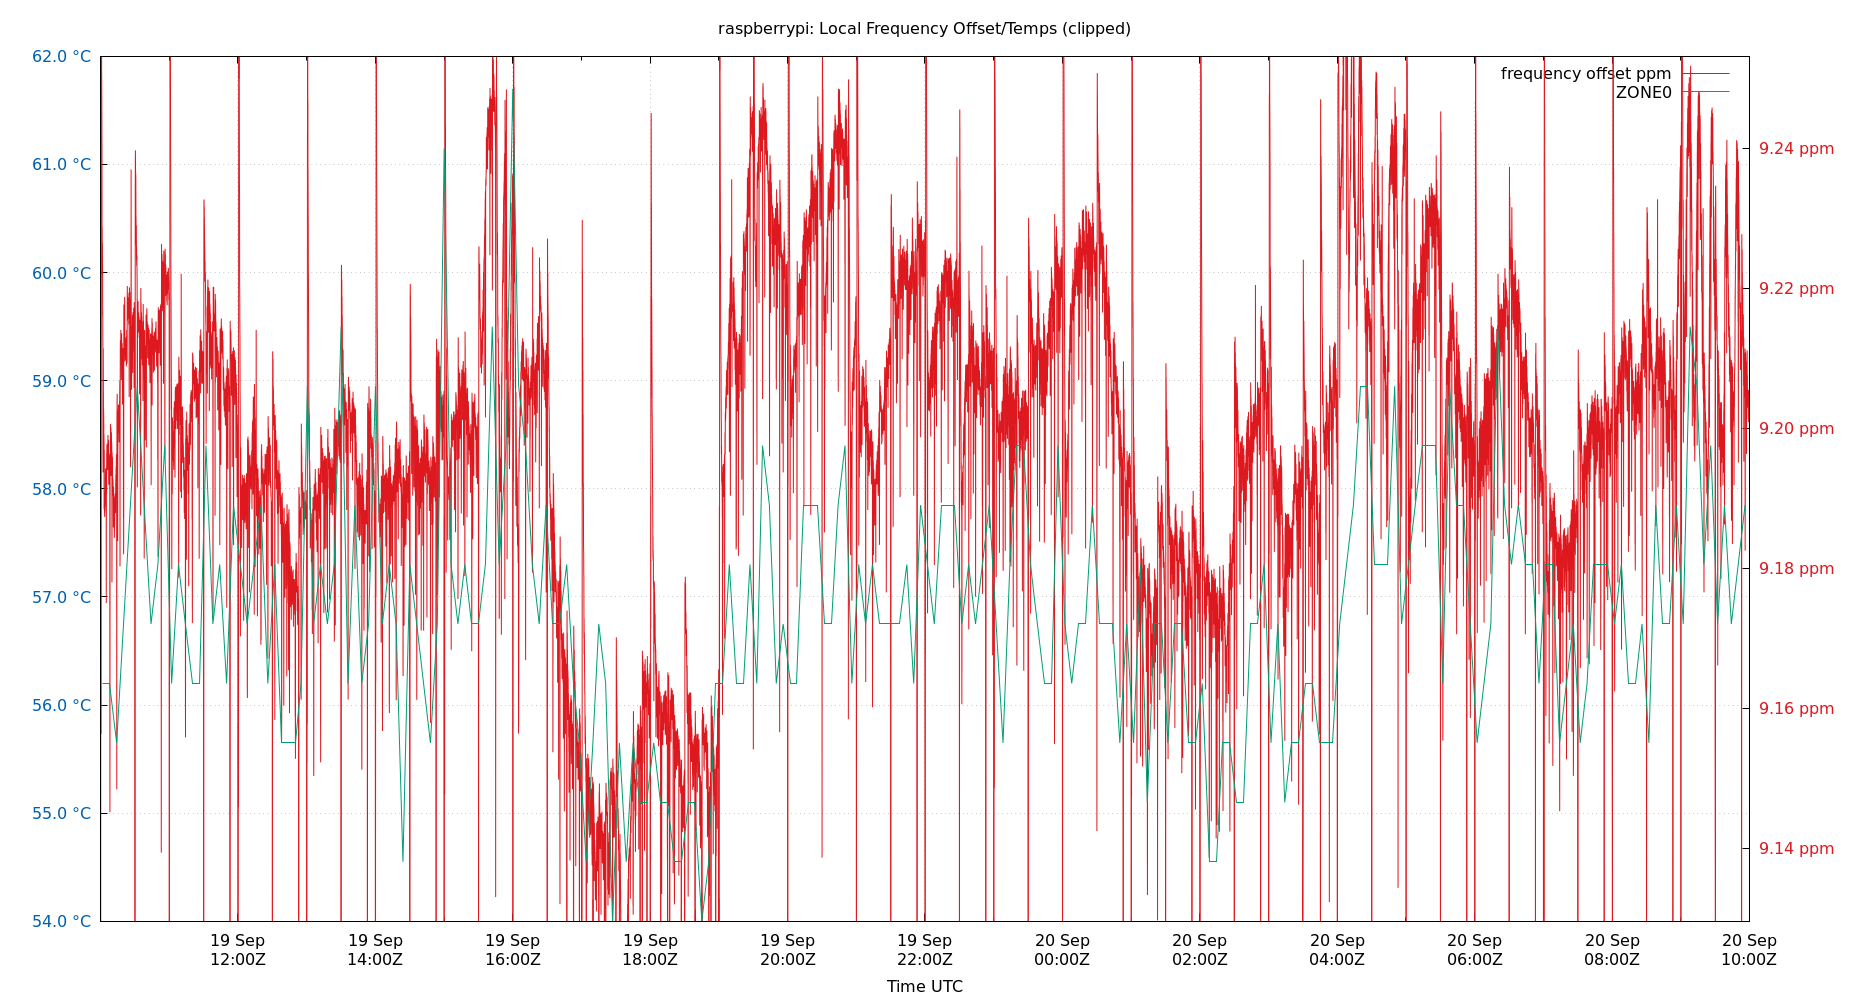 raspberrypi: Local Frequency Offset/Temps (clipped)
62.0 °C
61.0 °C
60.0 °C
59.0 °C
58.0 °C
57.0 °C
56.0 °C
55.0 °C
54.0 °C
frequency offset ppm
ZONE0
9.24 ppm
9.22 ppm
9.20 ppm
9.18 ppm
9.16 ppm
9.14 ppm
19 Sep
12:00Z
19 Sep
14:00Z
19 Sep
16:00Z
19 Sep
18:00Z
19 Sep
20:00Z
19 Sep
22:00Z
20 Sep
00:00Z
20 Sep
02:00Z
20 Sep
04:00Z
20 Sep
06:00Z
20 Sep
08:00Z
20 Sep
10:00Z
Time UTC